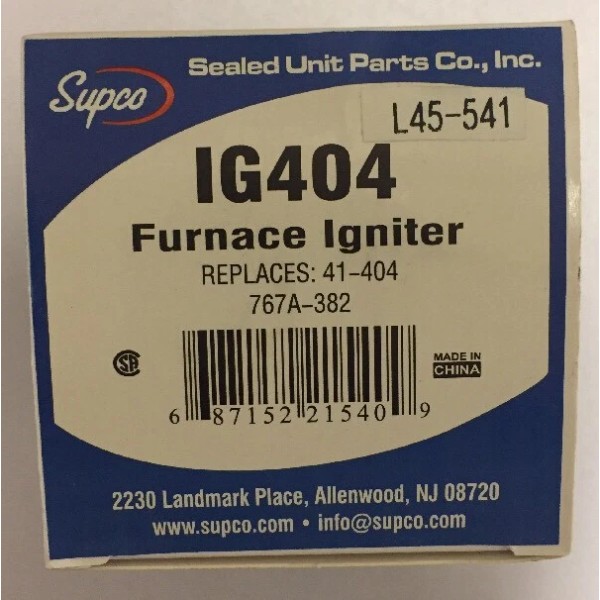 Supco
Sealed Unit Parts Co., Inc.
L45-541
IG404
Furnace Igniter
REPLACES: 41-404
767A-382
SA
MADE IN
CHINA
6 87152 21540 9
2230 Landmark Place, Allenwood, NJ 08720
www.supco.com • info@supco.com